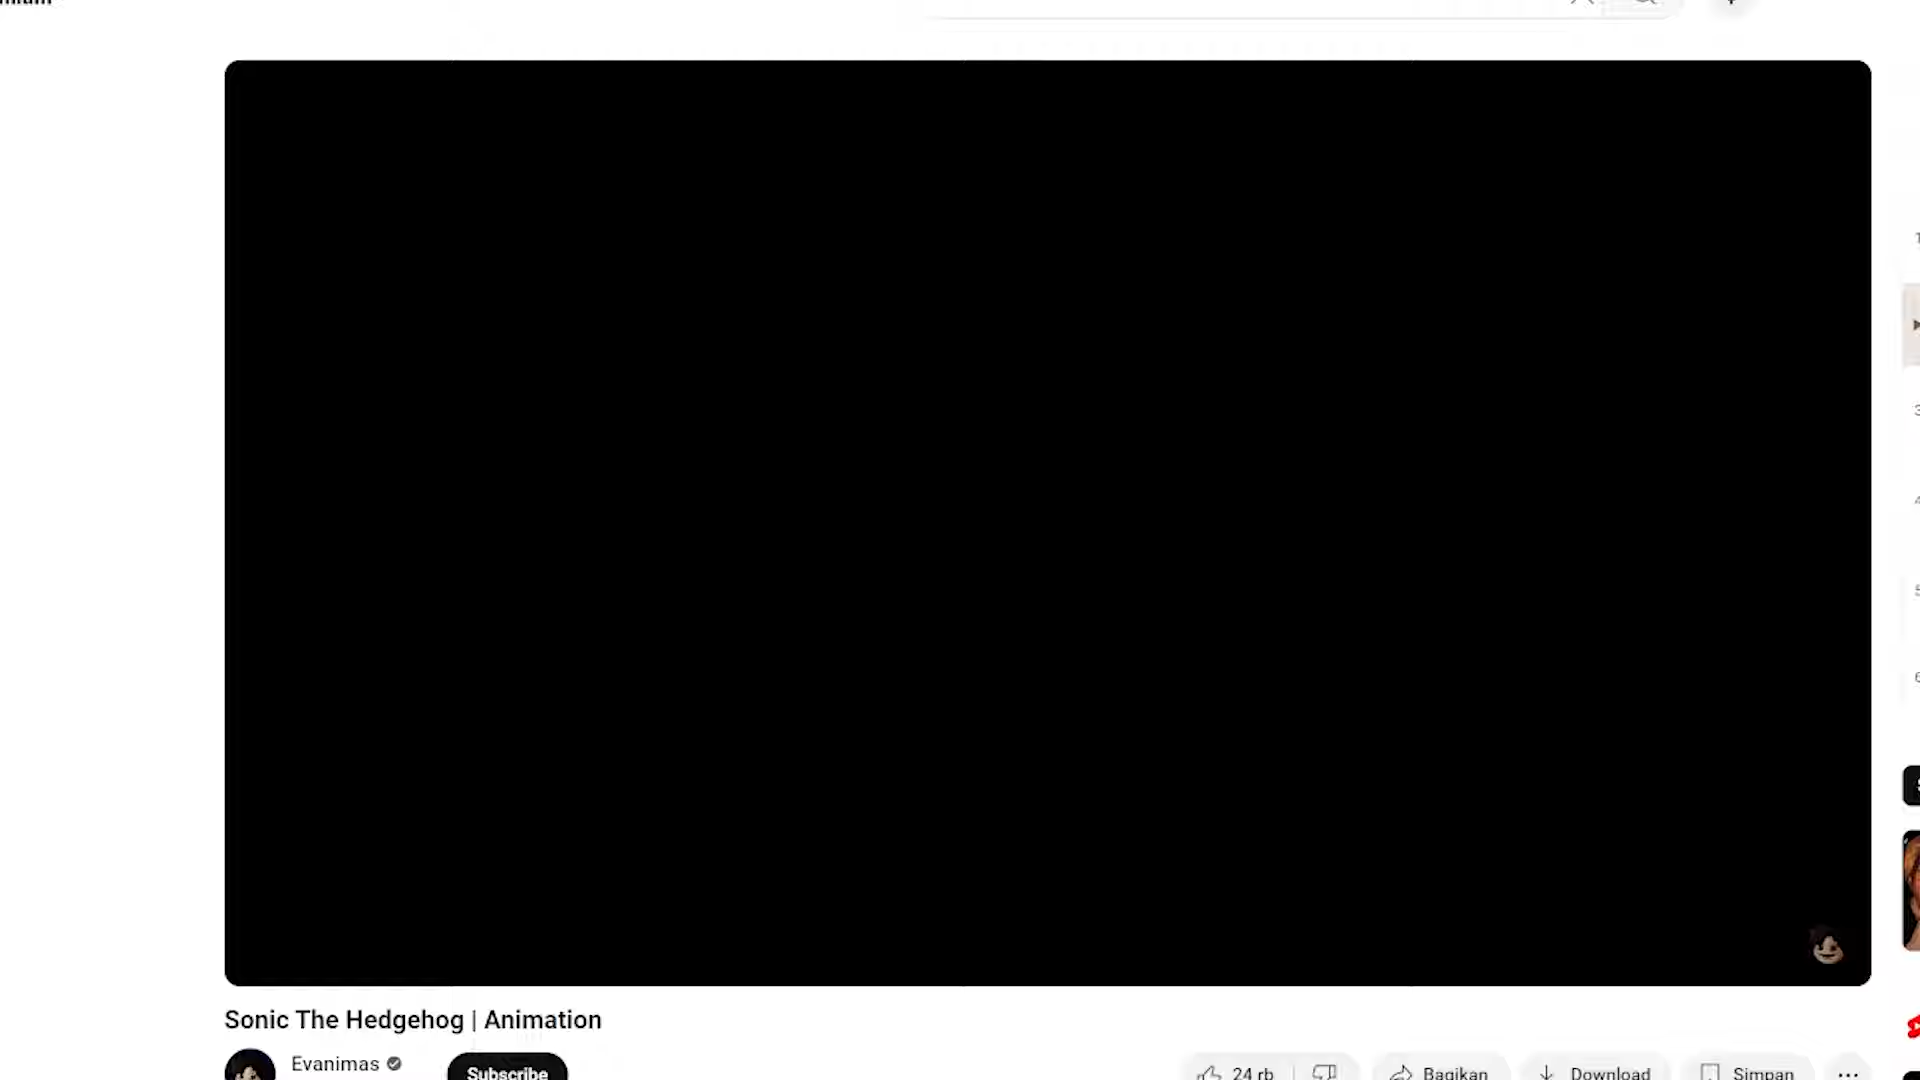 Sonic The Hedgehog | Animation
Evanimas
Subscribe
24 rb
Bagikan
Download
Simpan